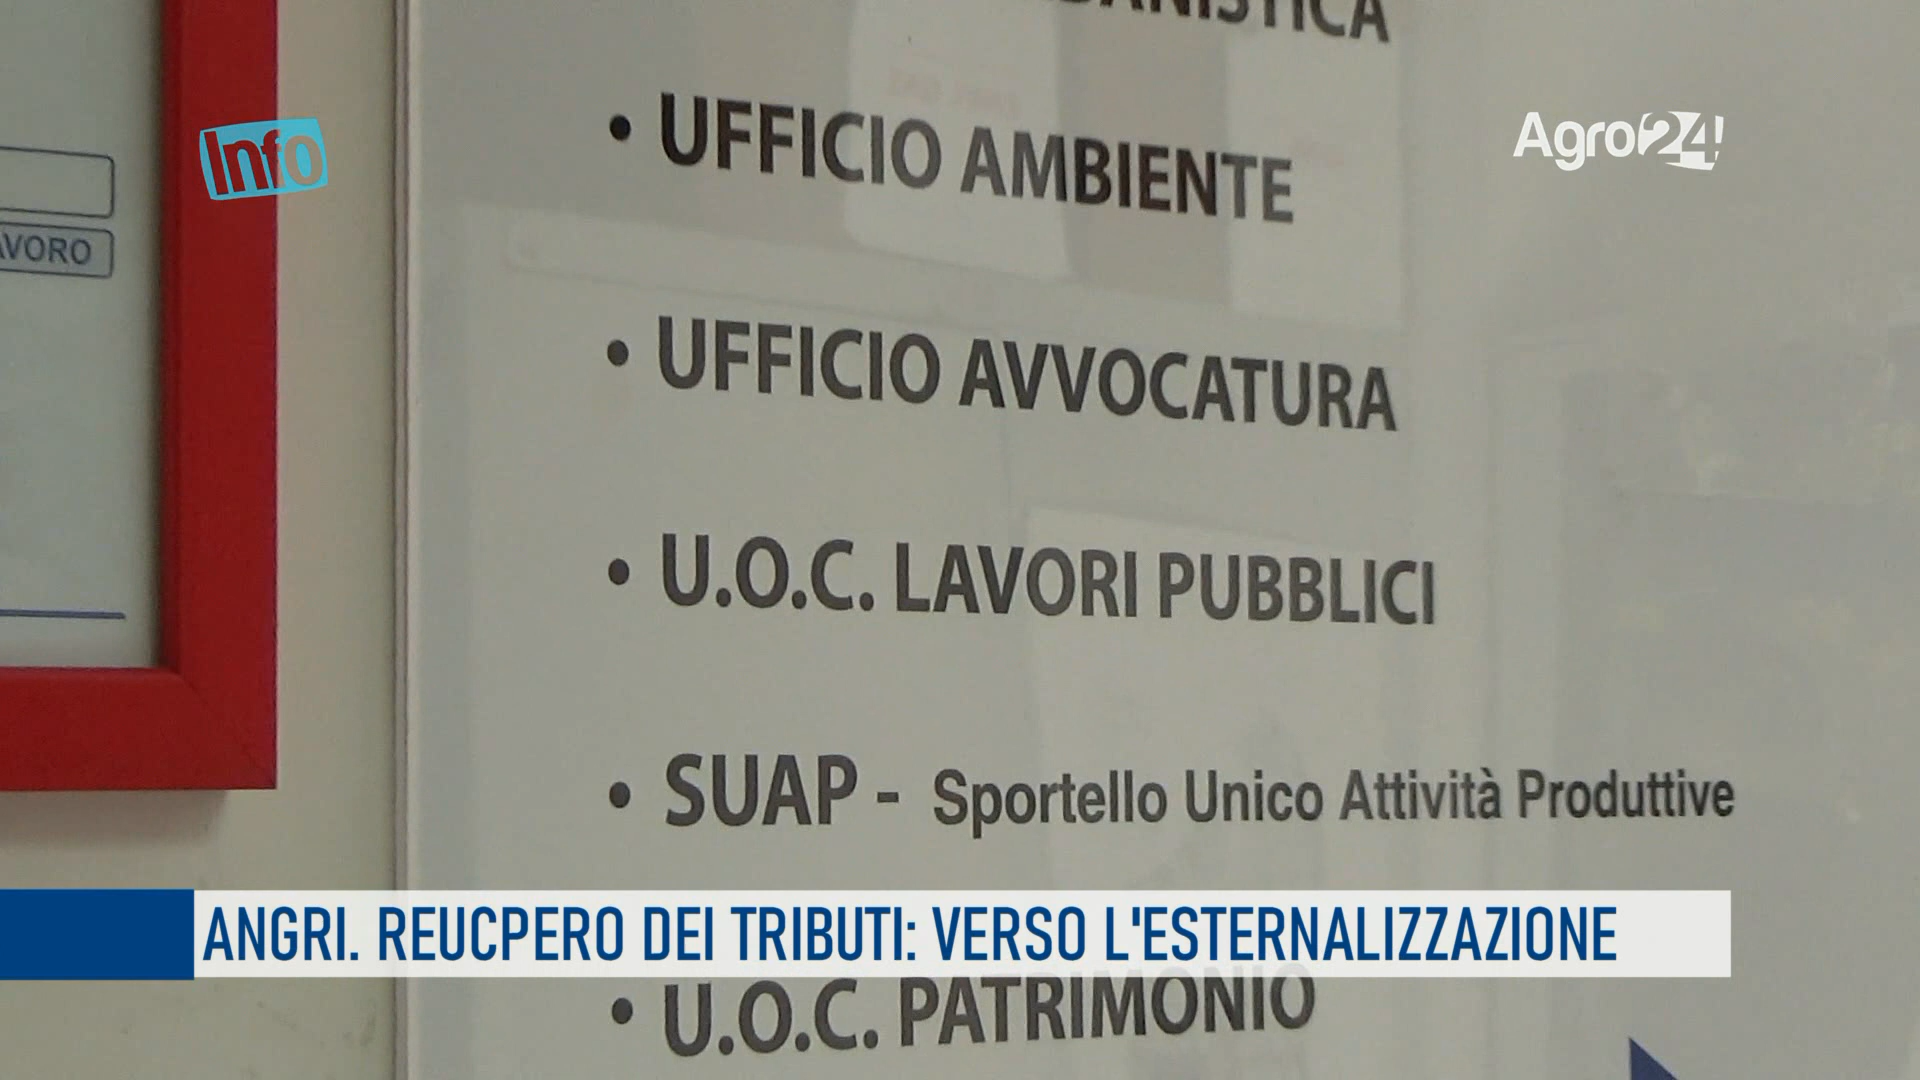 • UFFICIO AMBIENTE
Info
Agro24!
• UFFICIO AVVOCATURA
• U.O.C. LAVORI PUBBLICI
• SUAP - Sportello Unico Attività Produttive
ANGRI. REUCPERO DEI TRIBUTI: VERSO L'ESTERNALIZZAZIONE
• U.O.C. PATRIMONIO